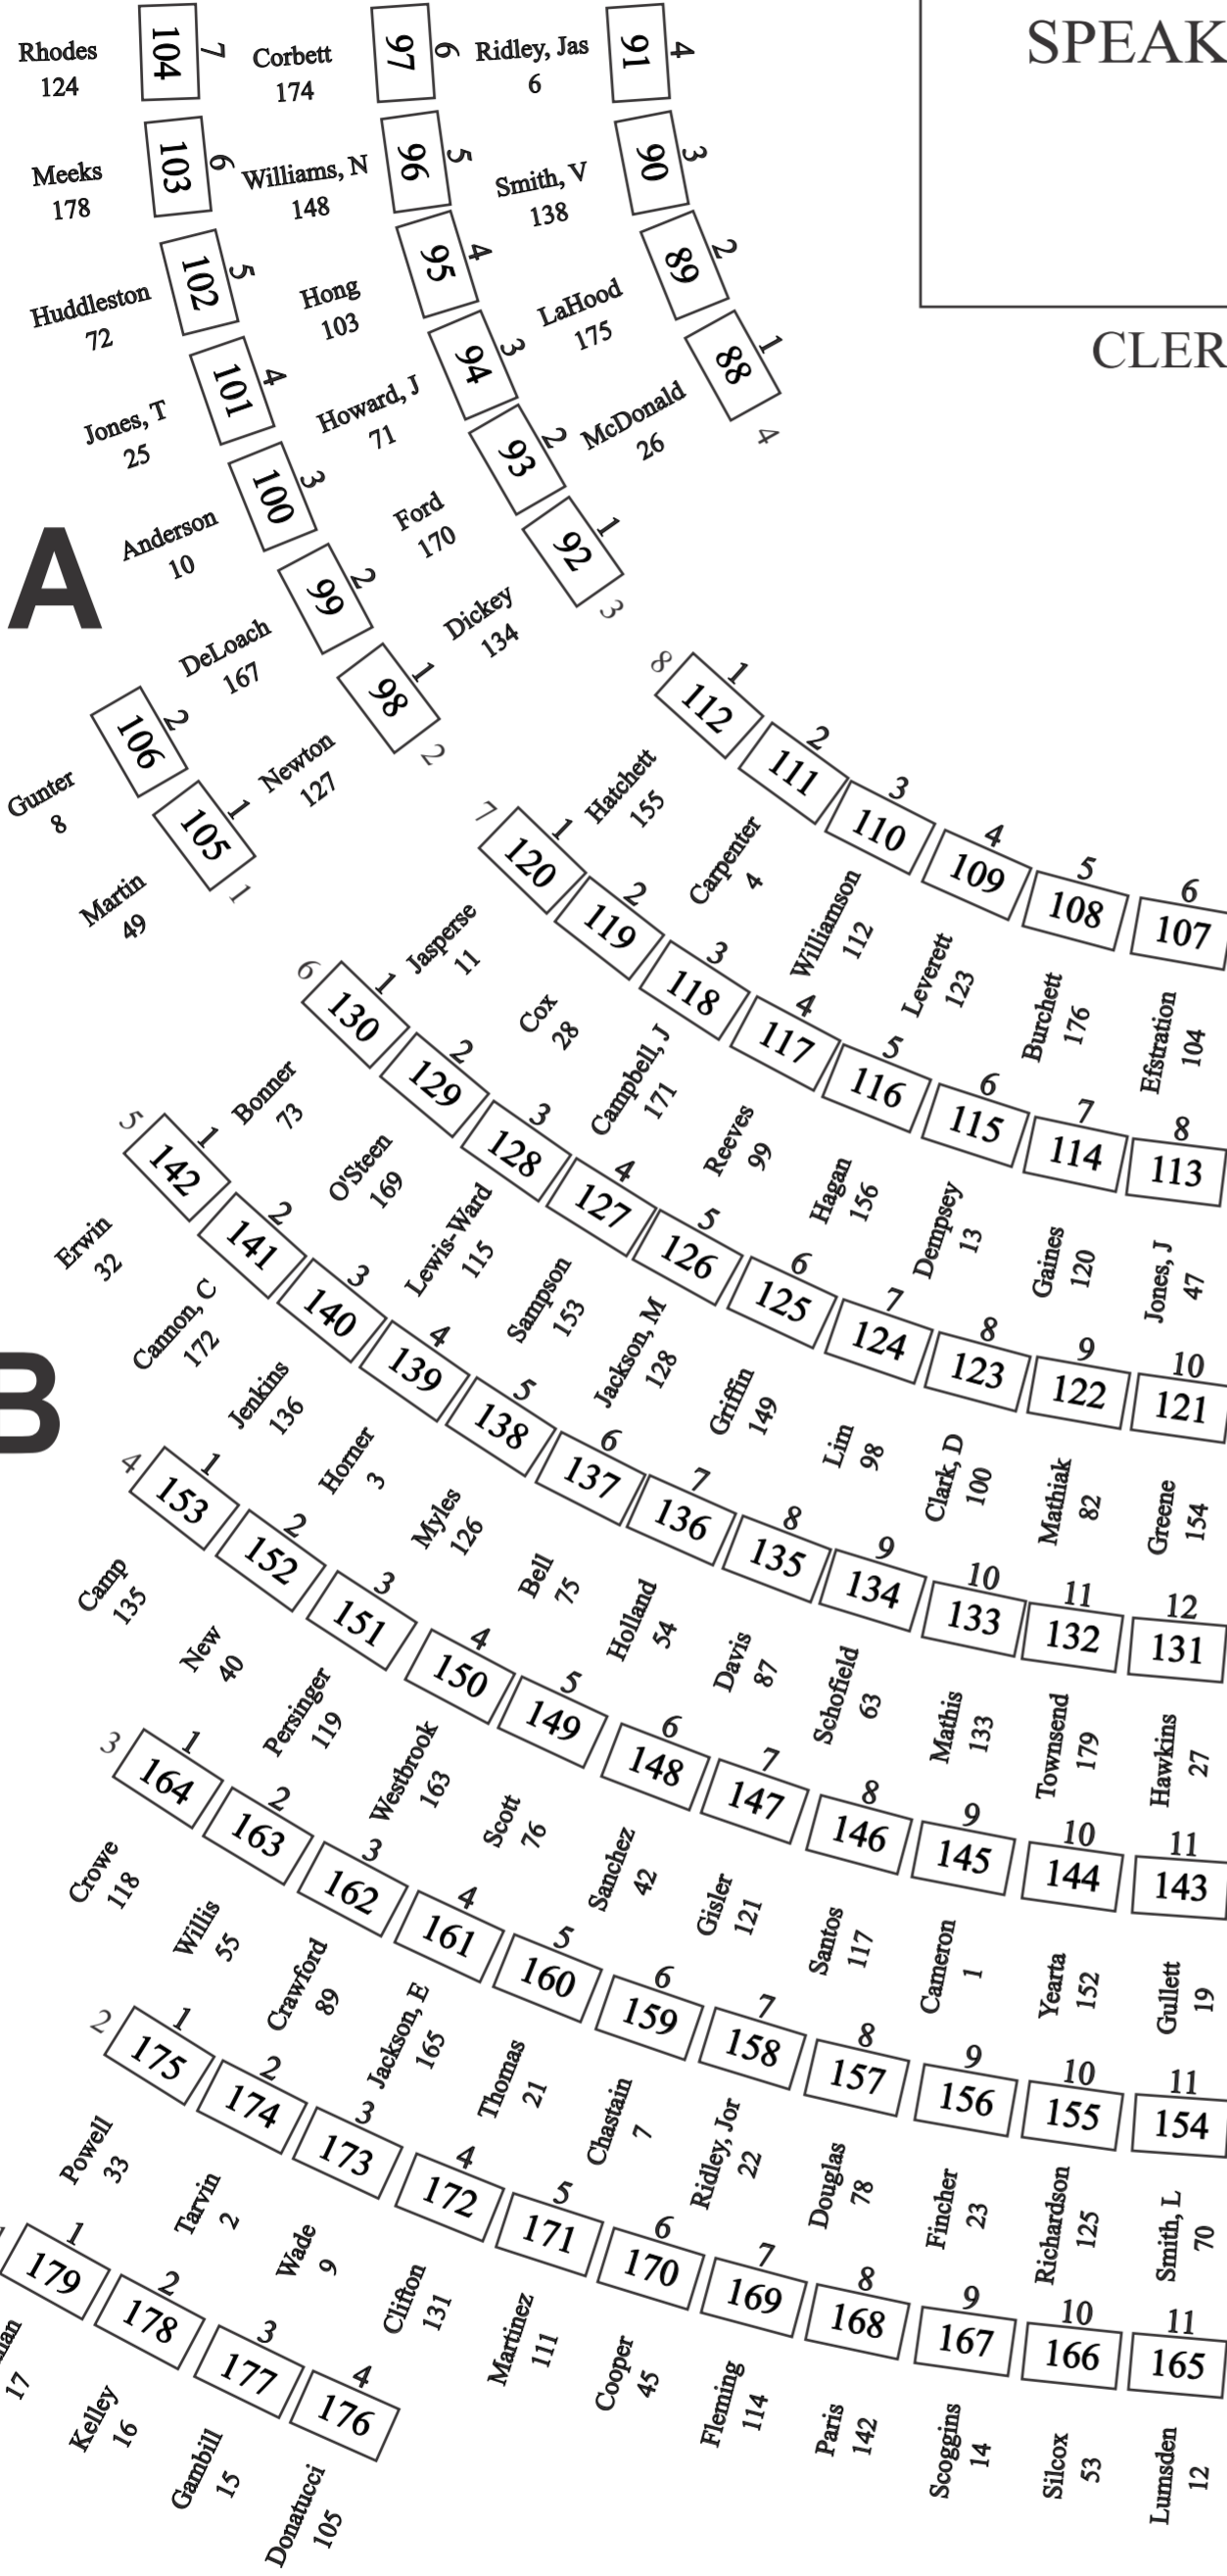 SPEAK
CLER
A
B
104 7
Rhodes
124
103 6
Meeks
178
102 5
Huddleston
72
101 4
Jones, T
25
100 3
Anderson
10
99 2
DeLoach
167
98 1
Newton
127
2
97 6
Corbett
174
96 5
Williams, N
148
95 4
Hong
103
94 3
Howard, J
71
93 2
Ford
170
92 1
Dickey
134
3
91 4
Ridley, Jas
6
90 3
Smith, V
138
89 2
LaHood
175
88 1
McDonald
26
4
106 2
Gunter
8
105 1
Martin
49
1
8
1 112
Hatchett
155
2 111
Carpenter
4
3 110
Williamson
112
4 109
Leverett
123
5 108
Burchett
176
6 107
Efstration
104
7
1 120
Jasperse
11
2 119
Cox
28
3 118
Campbell, J
171
4 117
Reeves
99
5 116
Hagan
156
6 115
Dempsey
13
7 114
Gaines
120
8 113
Jones, J
47
6
1 130
Bonner
73
2 129
O'Steen
169
3 128
Lewis-Ward
115
4 127
Sampson
153
5 126
Jackson, M
128
6 125
Griffin
149
7 124
Lim
98
8 123
Clark, D
100
9 122
Mathiak
82
10 121
Greene
154
5
1 142
Erwin
32
2 141
Cannon, C
172
3 140
Jenkins
136
4 139
Horner
3
5 138
Myles
126
6 137
Bell
75
7 136
Holland
54
8 135
Davis
87
9 134
Schofield
63
10 133
Mathis
133
11 132
Townsend
179
12 131
Hawkins
27
4
1 153
Camp
135
2 152
New
40
3 151
Persinger
119
4 150
Westbrook
163
5 149
Scott
76
6 148
Sanchez
42
7 147
Gisler
121
8 146
Santos
117
9 145
Cameron
1
10 144
Yearta
152
11 143
Gullett
19
3
1 164
Crowe
118
2 163
Willis
55
3 162
Crawford
89
4 161
Jackson, E
165
5 160
Thomas
21
6 159
Chastain
7
7 158
Ridley, Jor
22
8 157
Douglas
78
9 156
Fincher
23
10 155
Richardson
125
11 154
Smith, L
70
2
1 175
Powell
33
2 174
Tarvin
2
3 173
Wade
9
4 172
Clifton
131
5 171
Martinez
111
6 170
Cooper
45
7 169
Fleming
114
8 168
Paris
142
9 167
Scoggins
14
10 166
Silcox
53
11 165
Lumsden
12
1 179
17
2 178
Kelley
16
3 177
Gambill
15
4 176
Donatucci
105